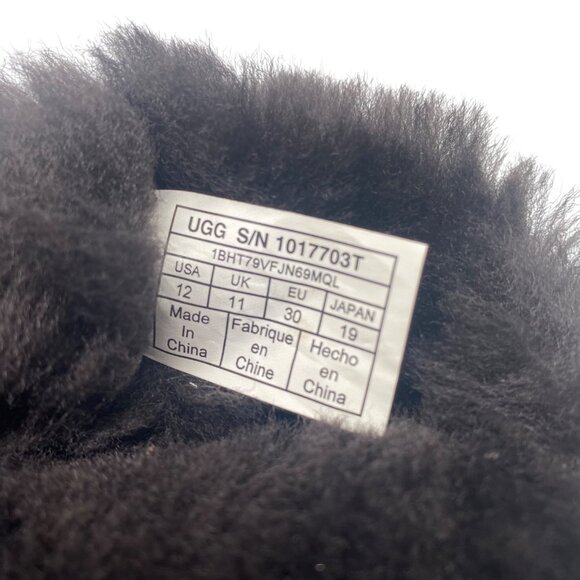 UGG S/N 1017703T
1BHT79VFJN69MQL
USA UK EU JAPAN
12 11 30 19
Made Fabrique Hecho
In en en
China Chine China